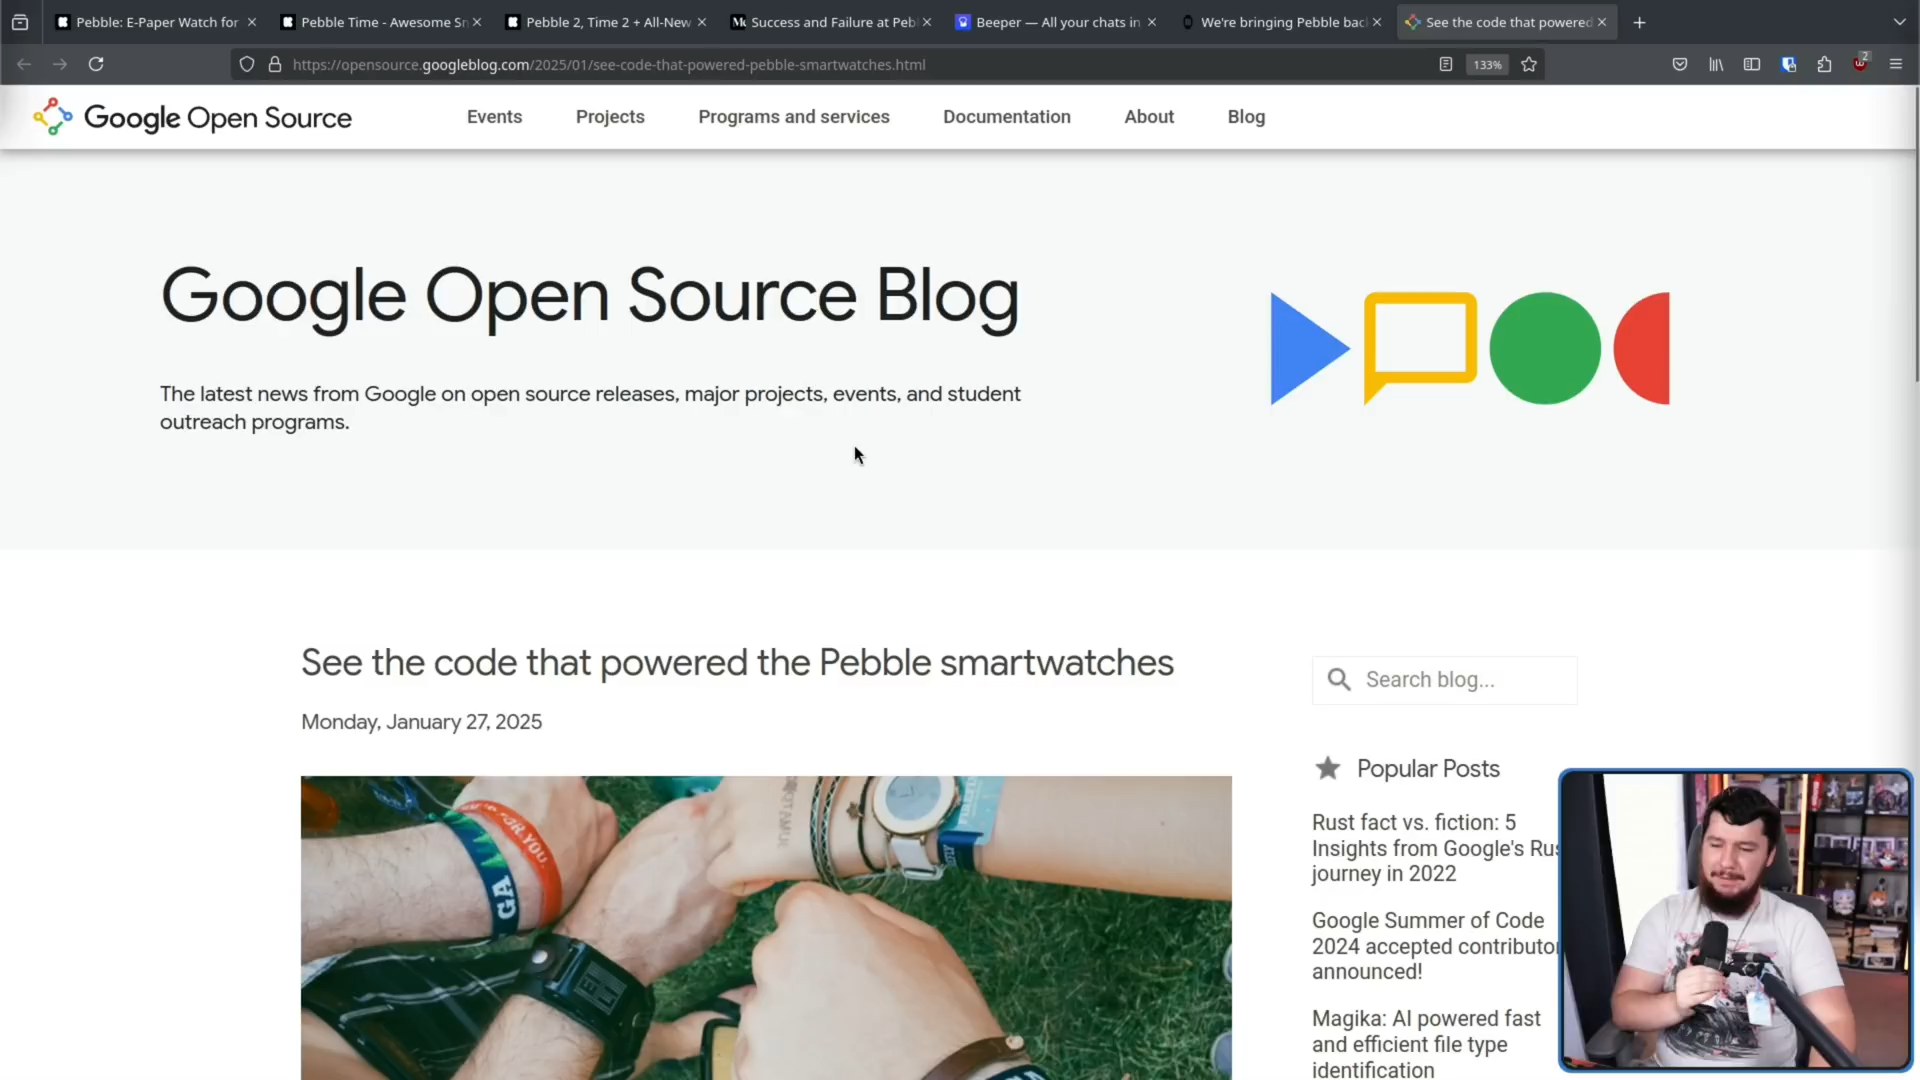 Pebble: E-Paper Watch for
Pebble Time - Awesome Sm
Pebble 2, Time 2 + All-New
Success and Failure at Peb
Beeper — All your chats in
We're bringing Pebble bac
See the code that powered
https://opensource.googleblog.com/2025/01/see-code-that-powered-pebble-smartwatches.html
133%
2
Google Open Source
Events
Projects
Programs and services
Documentation
About
Blog
Google Open Source Blog
The latest news from Google on open source releases, major projects, events, and student
outreach programs.
See the code that powered the Pebble smartwatches
Monday, January 27, 2025
GR.YOU.
GA
Search blog...
Popular Posts
Rust fact vs. fiction: 5
Insights from Google's Rus
journey in 2022
Google Summer of Code
2024 accepted contributor
announced!
Magika: AI powered fast
and efficient file type
identification